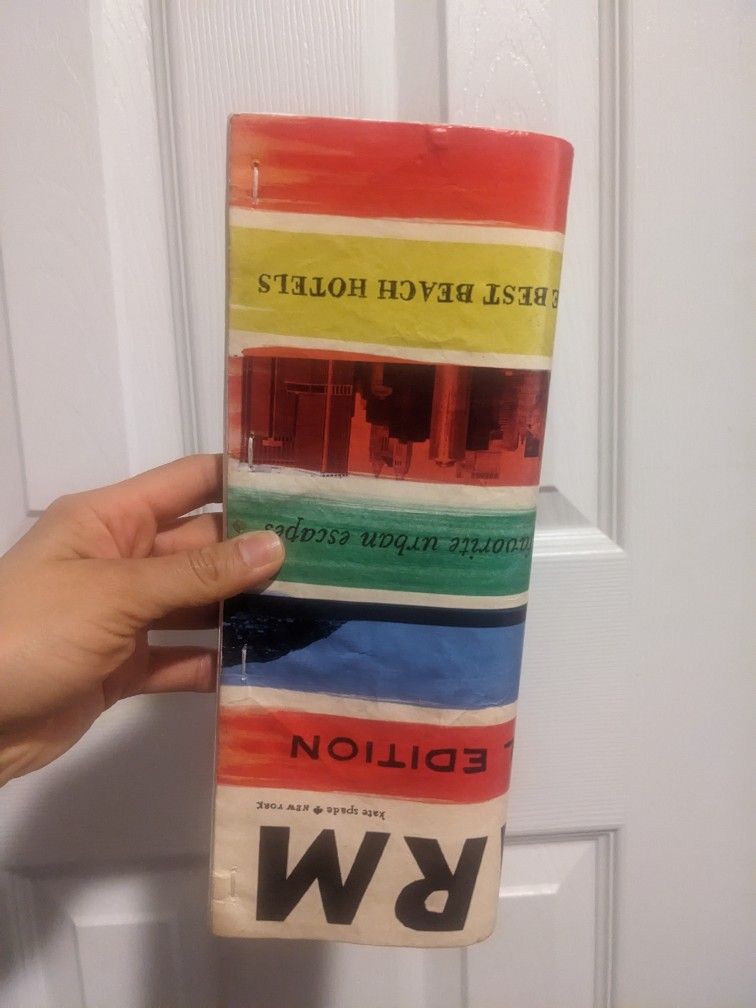 RM
kate spade NEW YORK
EDITION
favorite urban escapes
E BEST BEACH HOTELS